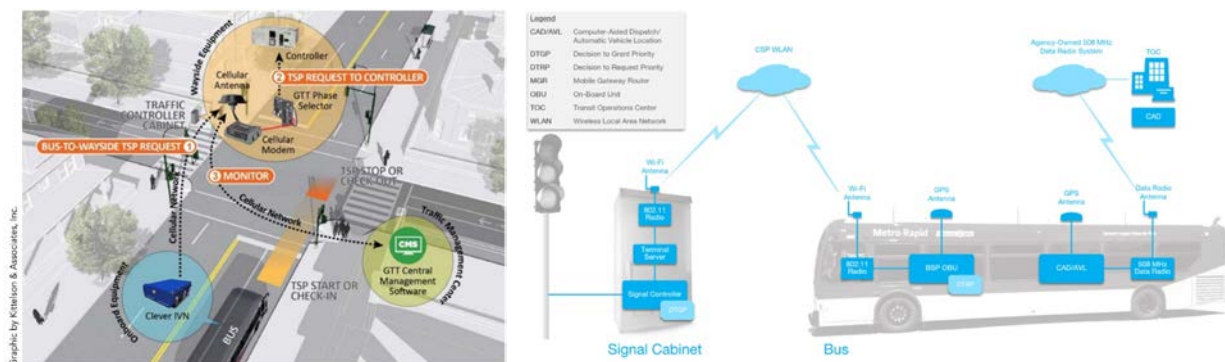 Graphic by Kittelson & Associates, Inc.
Wayside Equipment
Controller
2 TSP REQUEST TO CONTROLLER
Cellular
Antenna
GTT Phase
Selector
TRAFFIC
CONTROLLER
CABINET
Cellular
Modem
BUS-TO-WAYSIDE TSP REQUEST 1
3 MONITOR
TSP STOP OR
CHECK-OUT
Cellular Network
Cellular Network
Traffic Management Center
CMS
GTT Central
Management
Software
TSP START OR
CHECK-IN
Onboard Equipment
Clever IVN
BUS
Legend
CAD/AVL Computer-Aided Dispatch/
Automatic Vehicle Location
DTGP Decision to Grant Priority
DTRP Decision to Request Priority
MGR Mobile Gateway Router
OBU On-Board Unit
TOC Transit Operations Center
WLAN Wireless Local Area Network
CSP WLAN
Agency-Owned 508 MHz
Data Radio System
TOC
CAD
Wi-Fi
Antenna
802.11
Radio
Terminal
Server
Signal Controller
DTGP
Signal Cabinet
Wi-Fi
Antenna
GPS
Antenna
GPS
Antenna
Data Radio
Antenna
Metro Rapid
802.11
Radio
BSP OBU
DTRP
CAD/AVL
508 MHz
Data Radio
Bus